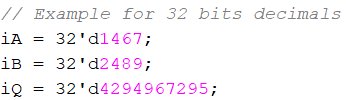 // Example for 32 bits decimals
iA = 32'd1467;
iB = 32'd2489;
iQ = 32'd4294967295;